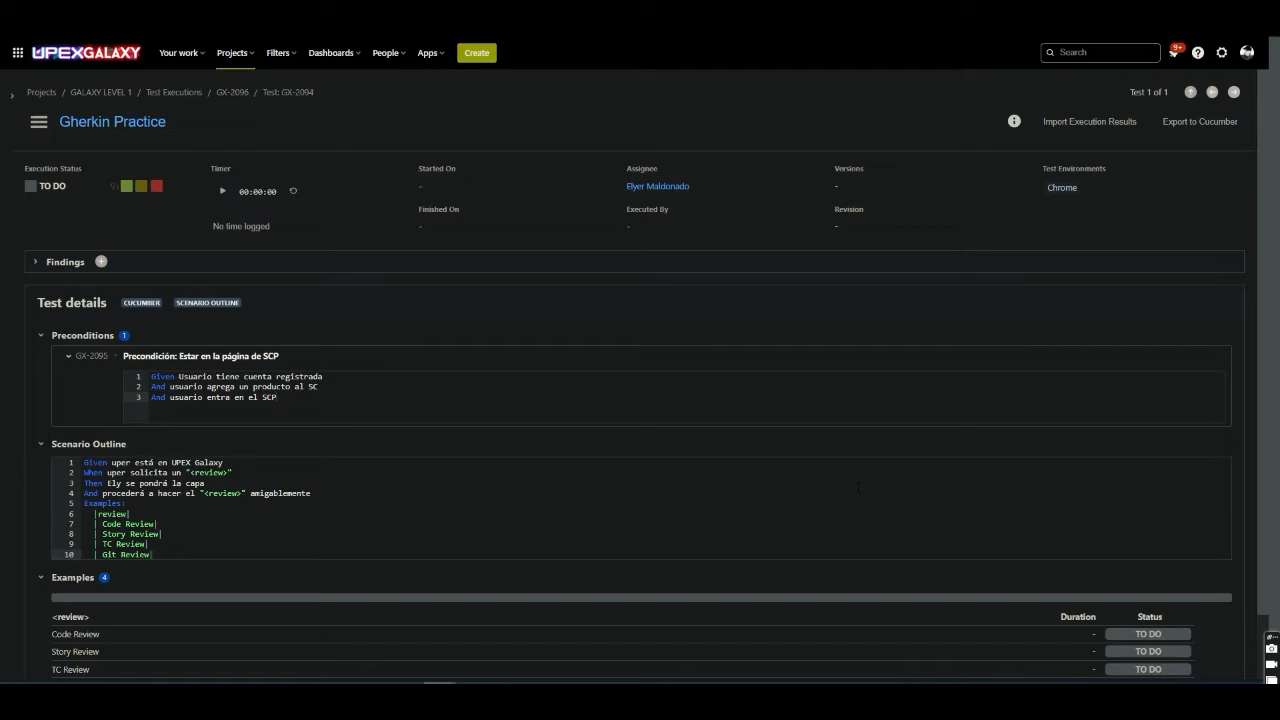 UPEXGALAXY Your work Projects Filters Dashboards People Apps Create Search 9+
Projects / GALAXY LEVEL 1 / Test Executions / GX-2096 / Test: GX-2094 Test 1 of 1
Gherkin Practice Import Execution Results Export to Cucumber
Execution Status Timer Started On Assignee Versions Test Environments
TO DO 00:00:00 - Elyer Maldonado - Chrome
Finished On Executed By Revision
No time logged - - -
Findings
Test details CUCUMBER SCENARIO OUTLINE
Preconditions 1
GX-2095 - Precondición: Estar en la página de SCP
1 Given Usuario tiene cuenta registrada
2 And usuario agrega un producto al SC
3 And usuario entra en el SCP
Scenario Outline
1 Given uper está en UPEX Galaxy
2 When uper solicita un "<review>"
3 Then Ely se pondrá la capa
4 And procederá a hacer el "<review>" amigablemente
5 Examples:
6 |review|
7 | Code Review|
8 | Story Review|
9 | TC Review|
10 | Git Review|
Examples 4
<review> Duration Status
Code Review - TO DO
Story Review - TO DO
TC Review - TO DO